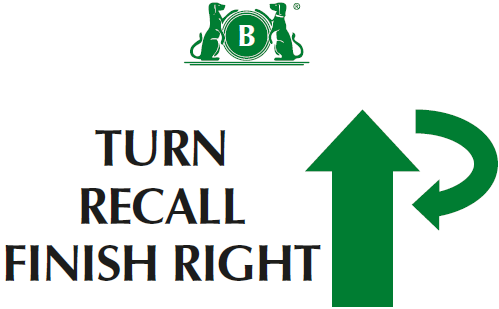 B ®
TURN
RECALL
FINISH RIGHT